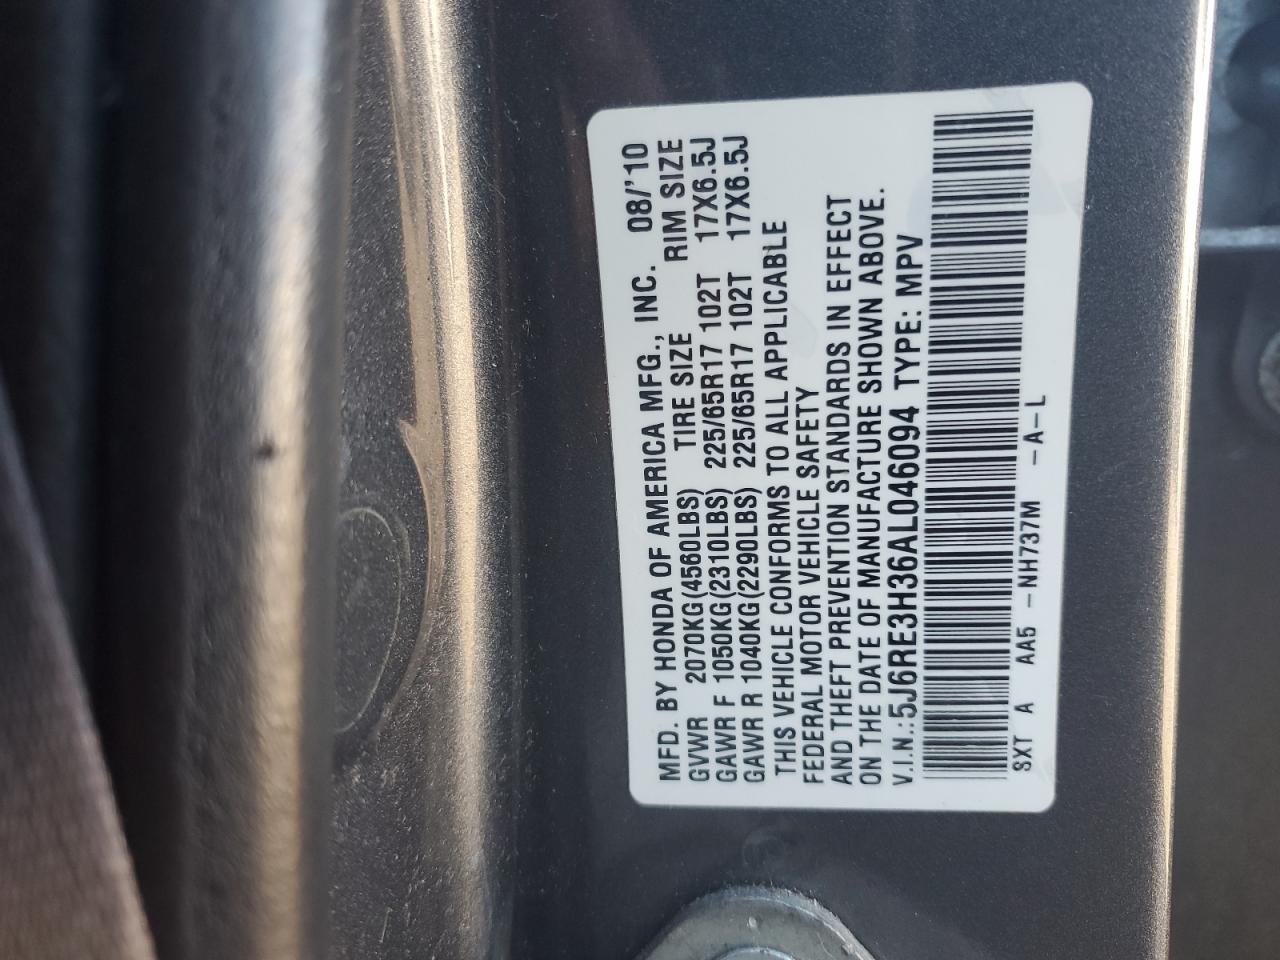 MFD. BY HONDA OF AMERICA MFG., INC. 08/'10
GVWR 2070KG(4560LBS) TIRE SIZE RIM SIZE
GAWR F 1050KG(2310LBS) 225/65R17 102T 17X6.5J
GAWR R 1040KG(2290LBS) 225/65R17 102T 17X6.5J
THIS VEHICLE CONFORMS TO ALL APPLICABLE
FEDERAL MOTOR VEHICLE SAFETY
AND THEFT PREVENTION STANDARDS IN EFFECT
ON THE DATE OF MANUFACTURE SHOWN ABOVE.
V.I.N.:5J6RE3H36AL046094 TYPE: MPV
SXT A AA5 -NH737M -A-L